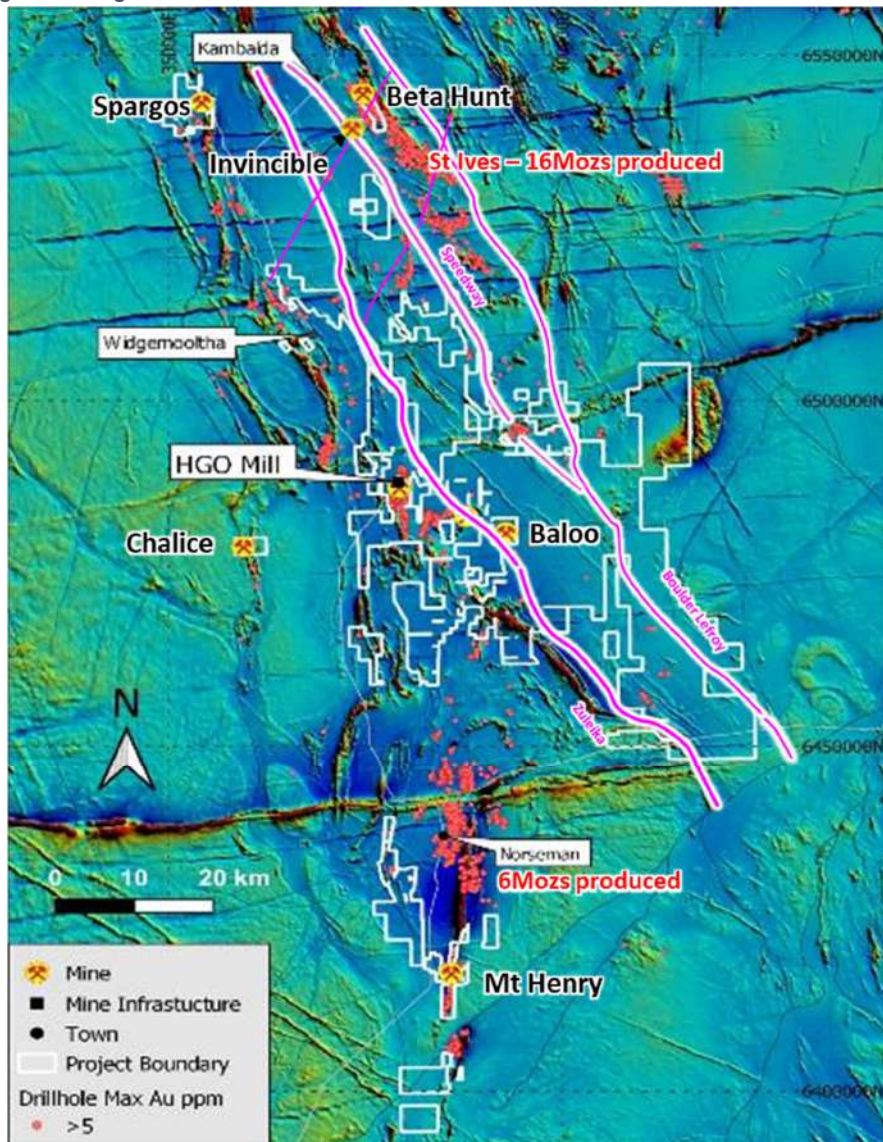 Kambalda
6550000N
Spargos
Beta Hunt
Invincible
St Ives – 16Mozs produced
Speedway
Widgemooltha
6500000N
HGO Mill
Chalice
Baloo
Boulder Lefroy
Zuleika
N
6450000N
Norseman
6Mozs produced
0 10 20 km
Mt Henry
Mine
Mine Infrastucture
Town
Project Boundary
6400000N
Drillhole Max Au ppm
>5